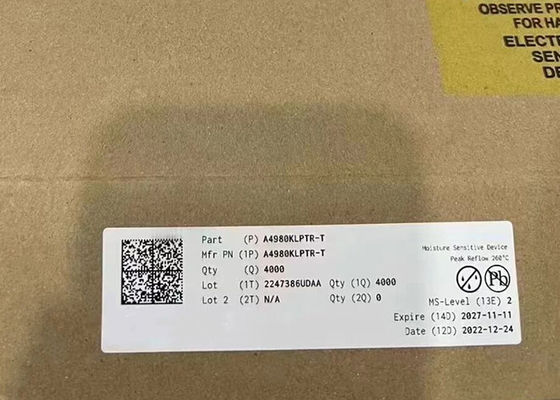 OBSERVE
FOR
ELECT
SEN
DE
Part (P) A4980KLPTR-T
Mfr PN (1P) A4980KLPTR-T
Qty (Q) 4000
Lot (1T) 2247386UDAA Qty (1Q) 4000
Lot 2 (2T) N/A Qty (2Q) 0
Moisture Sensitive Device
Peak Reflow 260°C
Pb
MS-Level (13E) 2
Expire (14D) 2027-11-11
Date (12D) 2022-12-24